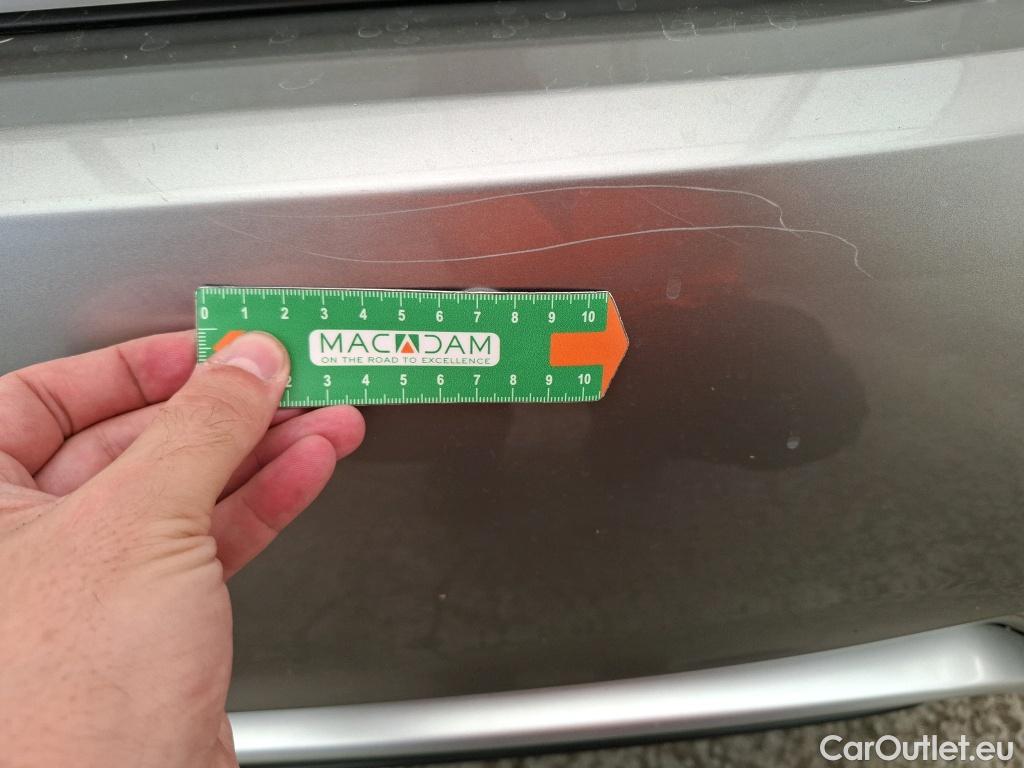 0 1 2 3 4 5 6 7 8 9 10
MACADAM
ON THE ROAD TO EXCELLENCE
2 3 4 5 6 7 8 9 10
CarOutlet.eu